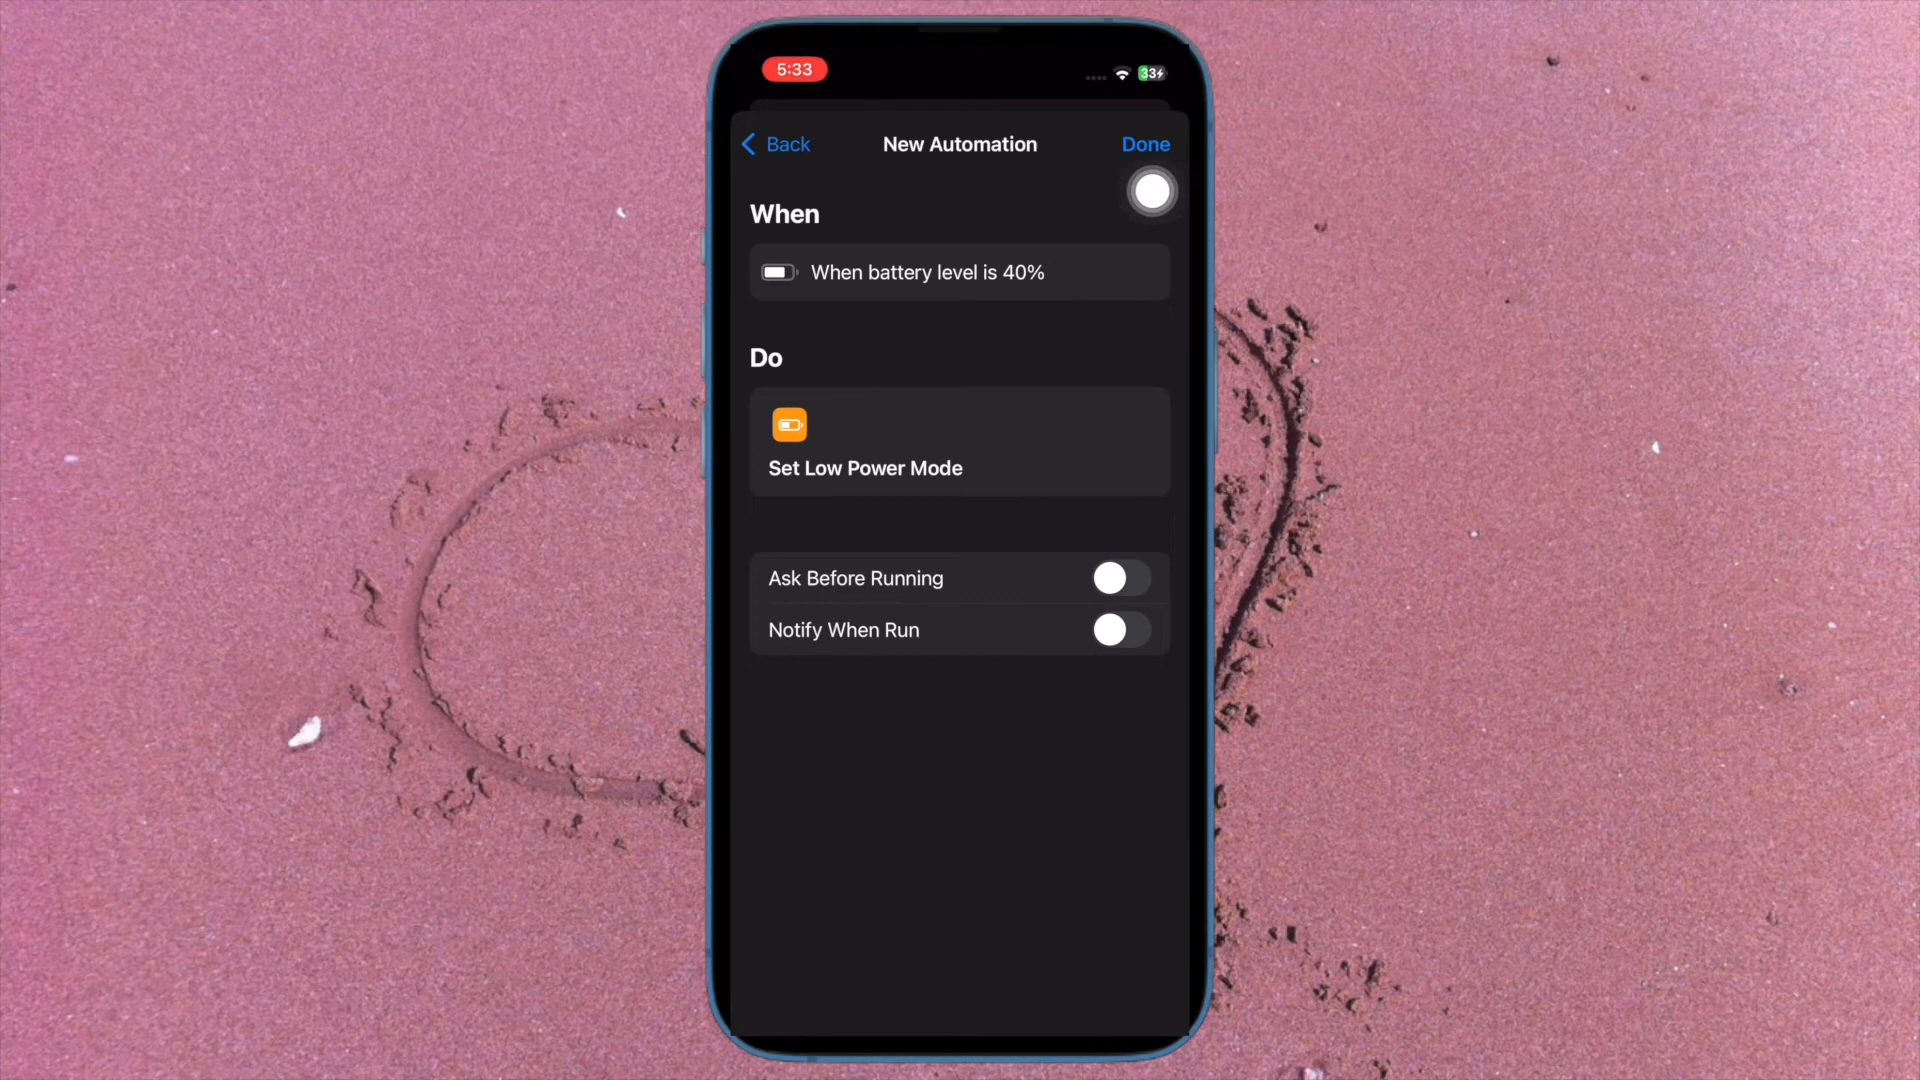 5:33
33
Back
New Automation
Done
When
When battery level is 40%
Do
Set Low Power Mode
Ask Before Running
Notify When Run